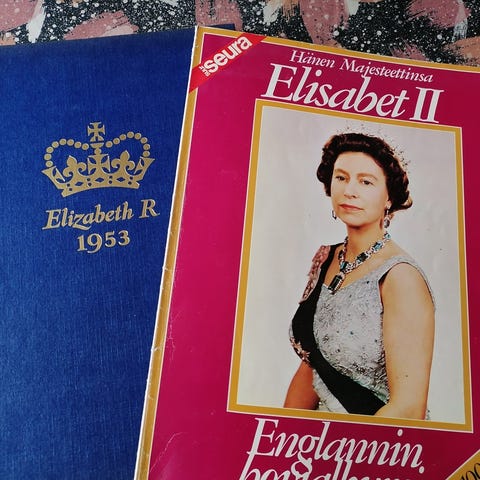 Elizabeth R
1953
seura
Hänen Majesteettinsa
Elisabet II
Englannin